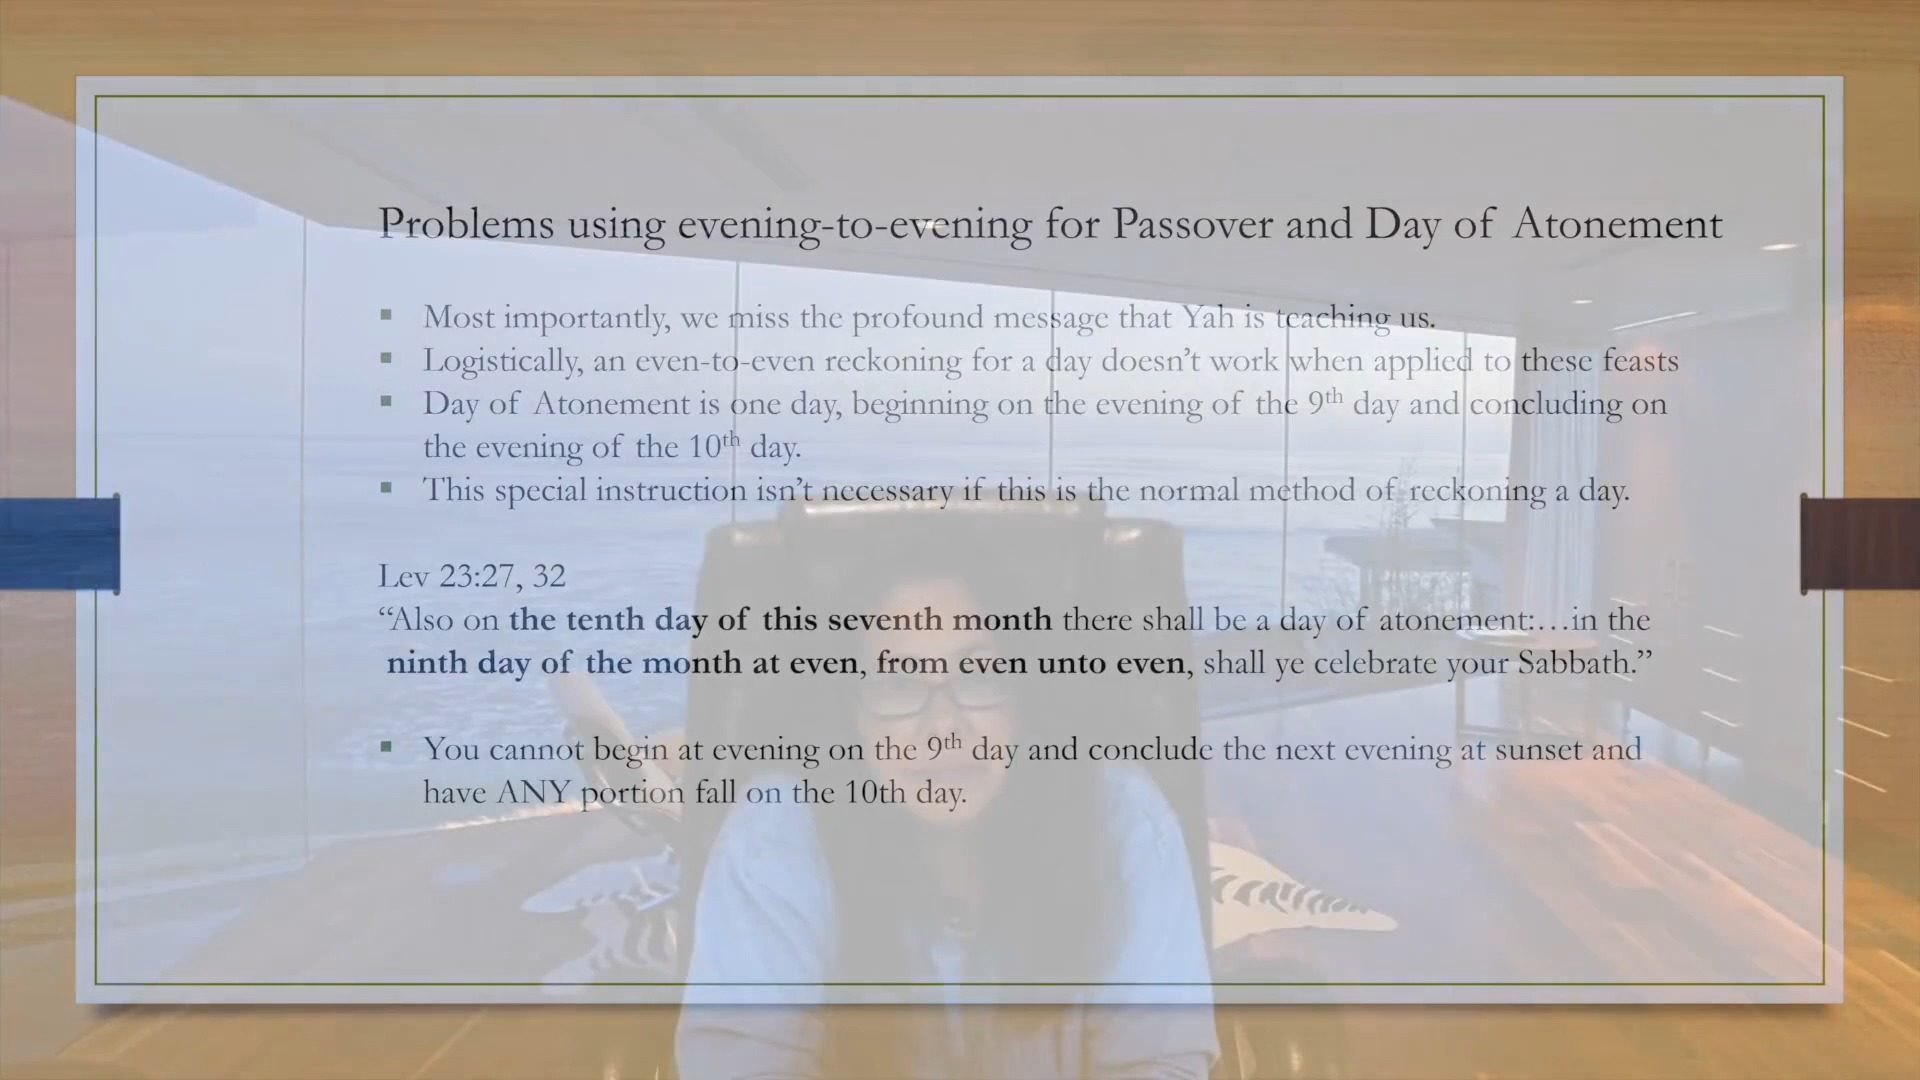 Problems using evening-to-evening for Passover and Day of Atonement
▪ Most importantly, we miss the profound message that Yah is teaching us.
▪ Logistically, an even-to-even reckoning for a day doesn’t work when applied to these feasts
▪ Day of Atonement is one day, beginning on the evening of the 9th day and concluding on
the evening of the 10th day.
▪ This special instruction isn’t necessary if this is the normal method of reckoning a day.
Lev 23:27, 32
“Also on the tenth day of this seventh month there shall be a day of atonement:…in the
ninth day of the month at even, from even unto even, shall ye celebrate your Sabbath.”
▪ You cannot begin at evening on the 9th day and conclude the next evening at sunset and
have ANY portion fall on the 10th day.